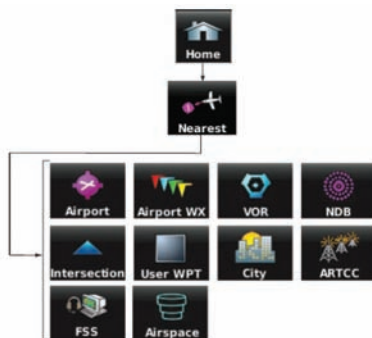 Home
Nearest
Airport
Airport WX
VOR
NDB
Intersection
User WPT
City
ARTCC
FSS
Airspace